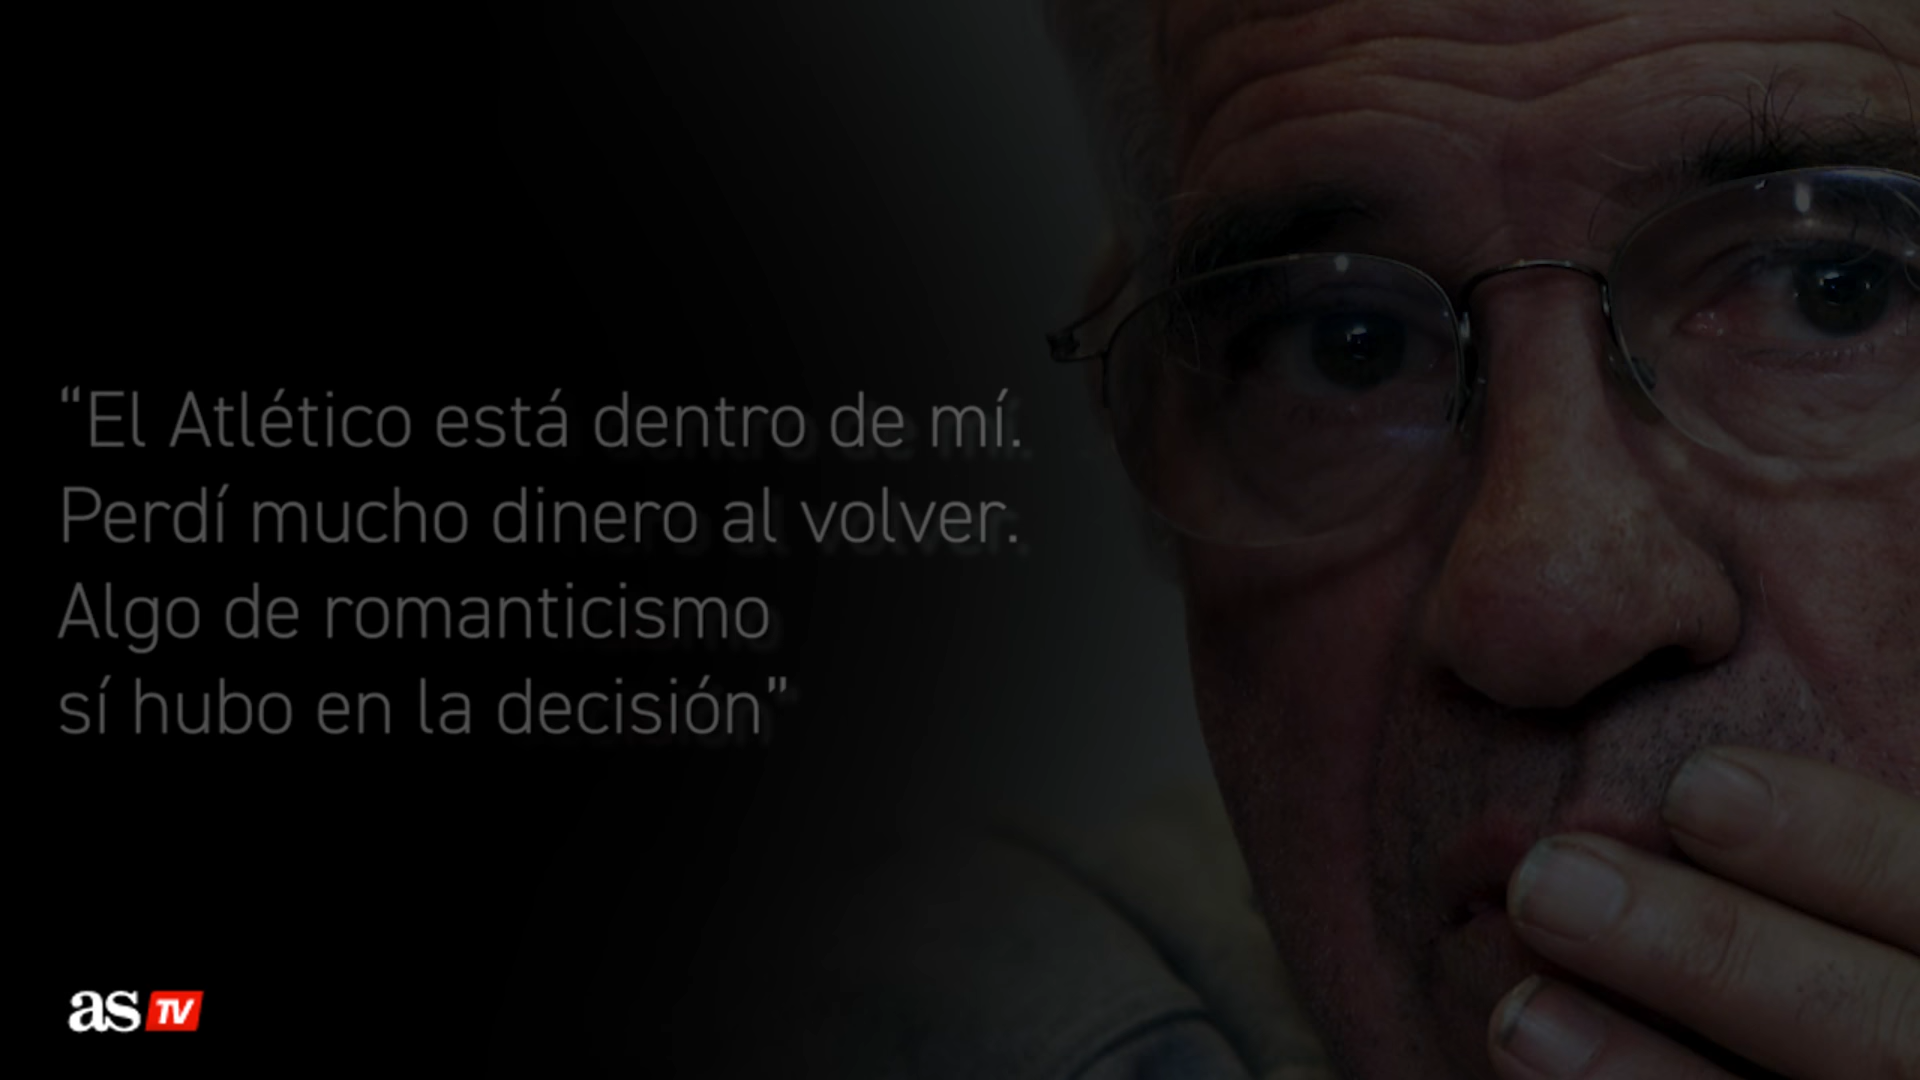 “El Atlético está dentro de mí.
Perdí mucho dinero al volver.
Algo de romanticismo
sí hubo en la decisión”
as TV